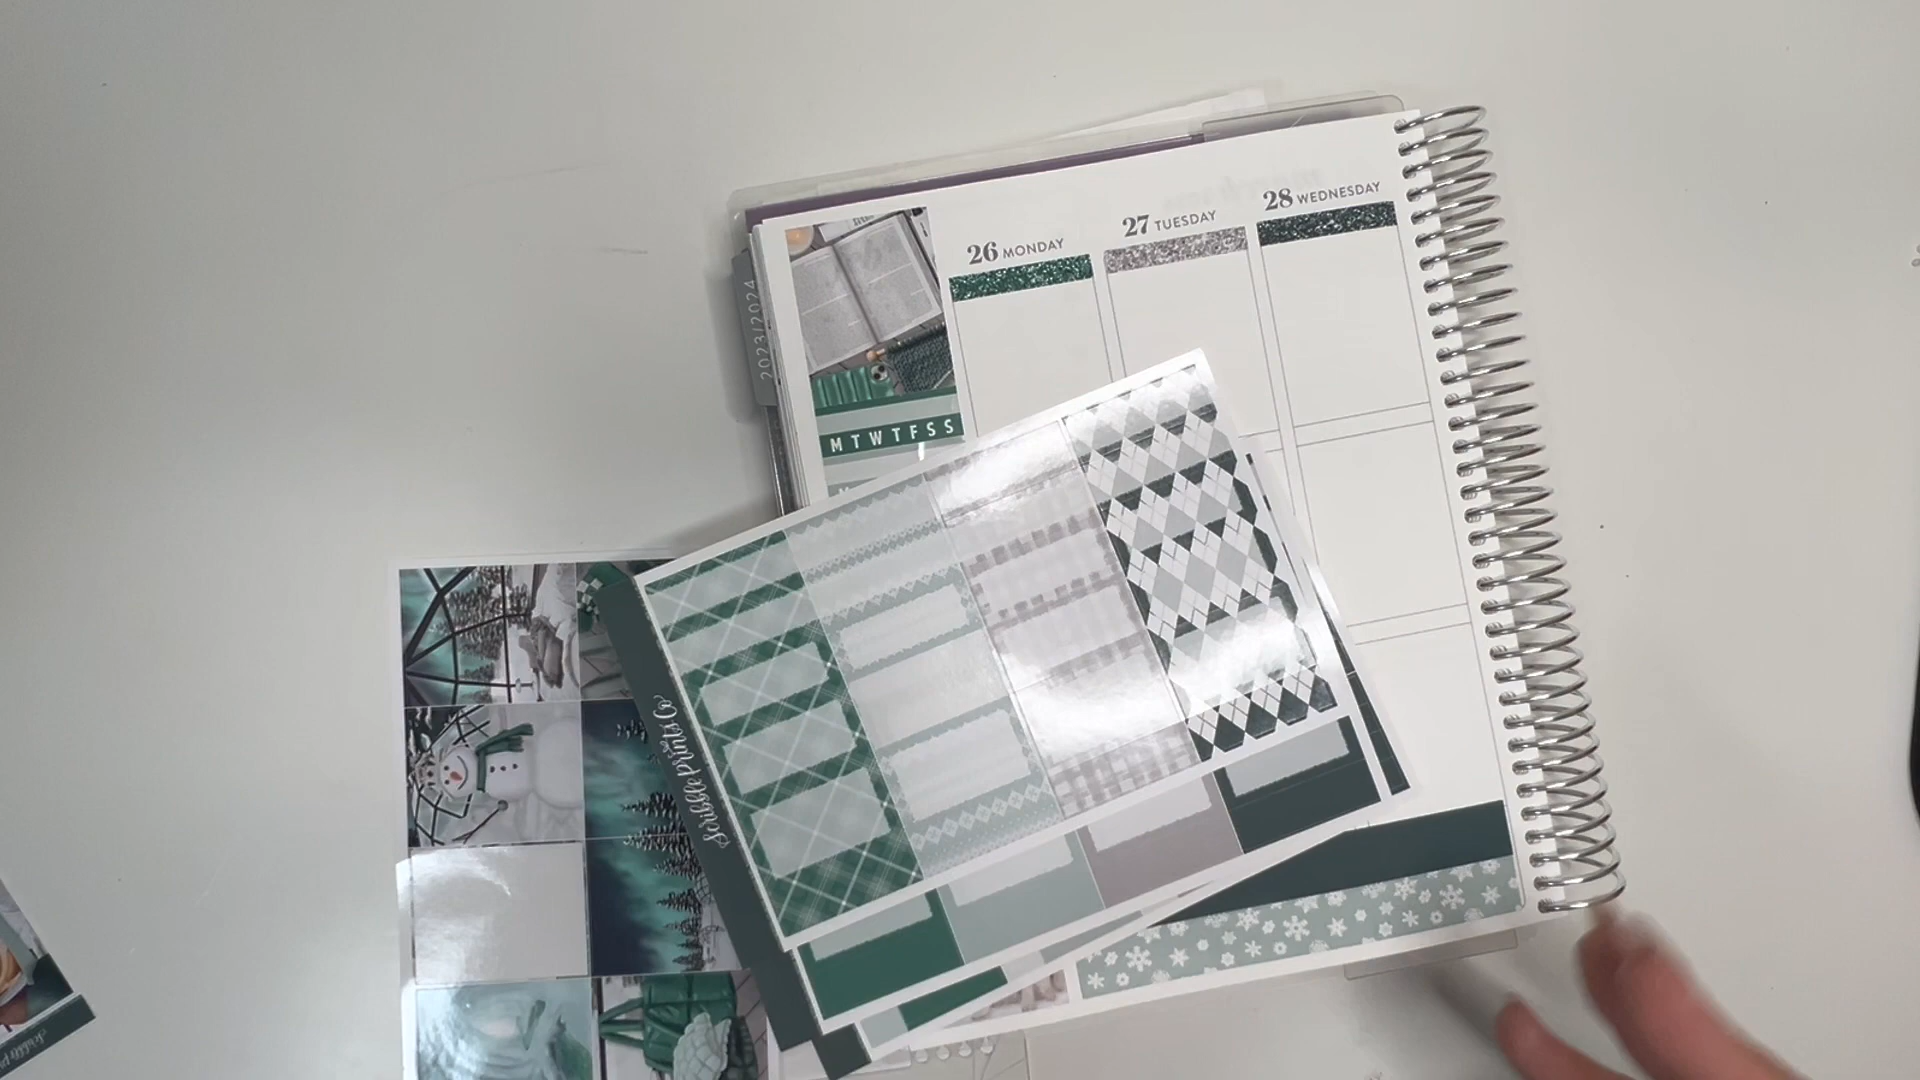 26 MONDAY
27 TUESDAY
28 WEDNESDAY
2023/2024
M T W T F S S
Scribble Prints Co